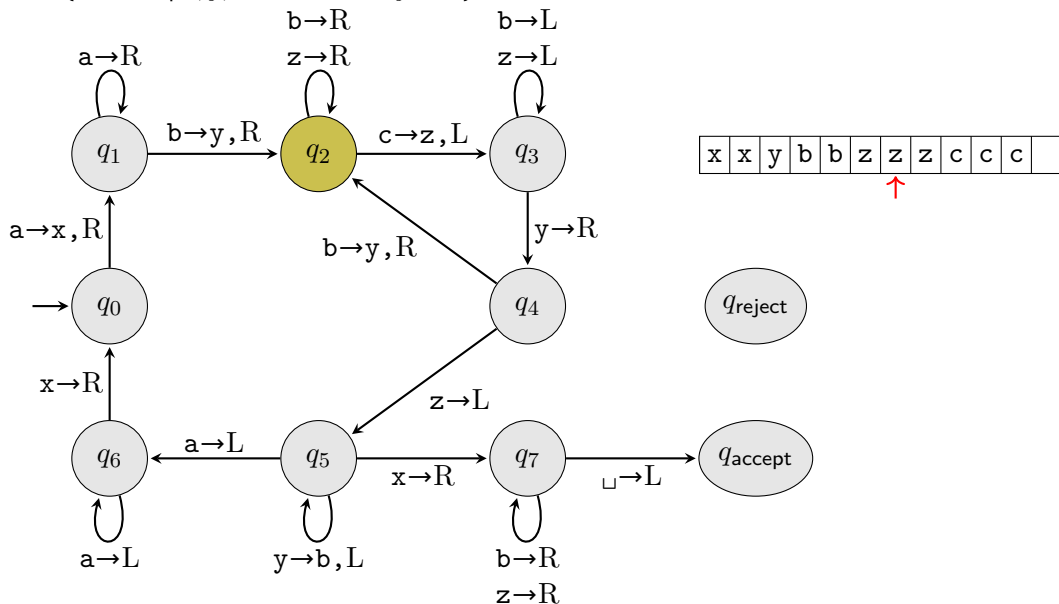 b→R
b→L
z→R
z→L
a→R
b→y,R
c→z,L
q1
q2
q3
x x y b b z z z c c c
↑
a→x,R
b→y,R
y→R
q0
q4
qreject
x→R
z→L
a→L
q6
q5
q7
qaccept
x→R
␣→L
a→L
y→b,L
b→R
z→R